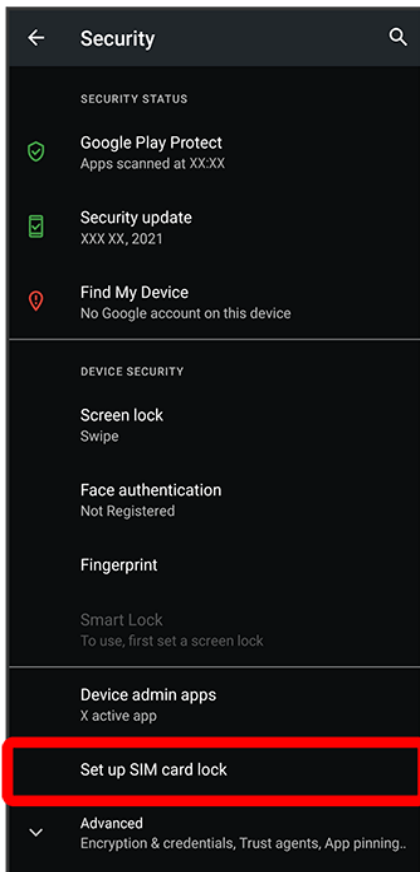 Security
SECURITY STATUS
Google Play Protect
Apps scanned at XX:XX
Security update
XXX XX, 2021
Find My Device
No Google account on this device
DEVICE SECURITY
Screen lock
Swipe
Face authentication
Not Registered
Fingerprint
Smart Lock
To use, first set a screen lock
Device admin apps
X active app
Set up SIM card lock
Advanced
Encryption & credentials, Trust agents, App pinning..